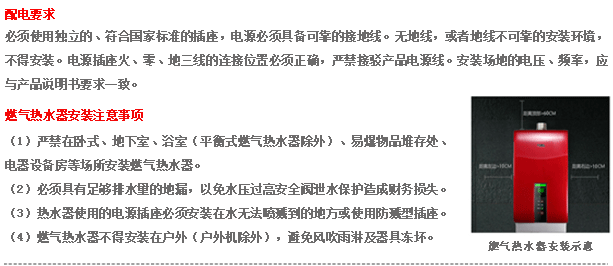 配电要求
必须使用独立的、符合国家标准的插座，电源必须具备可靠的接地线。无地线，或者地线不可靠的安装环境，
不得安装。电源插座火、零、地三线的连接位置必须正确，严禁接驳产品电源线。安装场地的电压、频率，应
与产品说明书要求一致。
燃气热水器安装注意事项
（1）严禁在卧式、地下室、浴室（平衡式燃气热水器除外）、易爆物品堆存处、
电器设备房等场所安装燃气热水器。
（2）必须具有足够排水量的地漏，以免水压过高安全阀泄水保护造成财务损失。
（3）热水器使用的电源插座必须安装在水无法喷溅到的地方或使用防溅型插座。
（4）燃气热水器不得安装在户外（户外机除外），避免风吹雨淋及器具冻坏。
燃气热水器安装示意